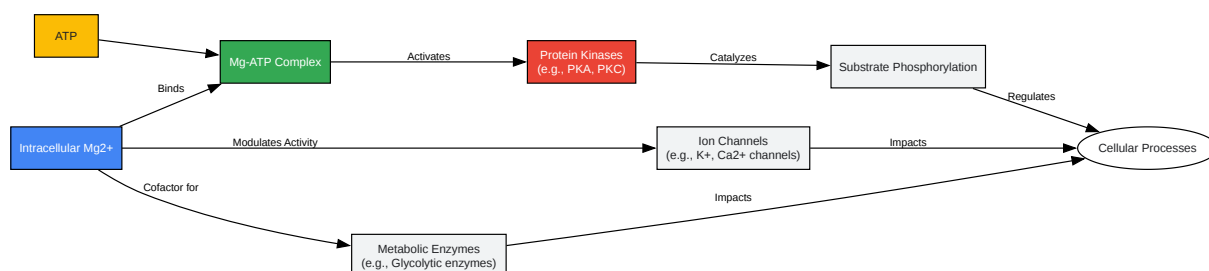 ATP
Mg-ATP Complex
Activates
Protein Kinases
(e.g., PKA, PKC)
Catalyzes
Substrate Phosphorylation
Binds
Regulates
Intracellular Mg2+
Modulates Activity
Ion Channels
(e.g., K+, Ca2+ channels)
Impacts
Cellular Processes
Cofactor for
Impacts
Metabolic Enzymes
(e.g., Glycolytic enzymes)